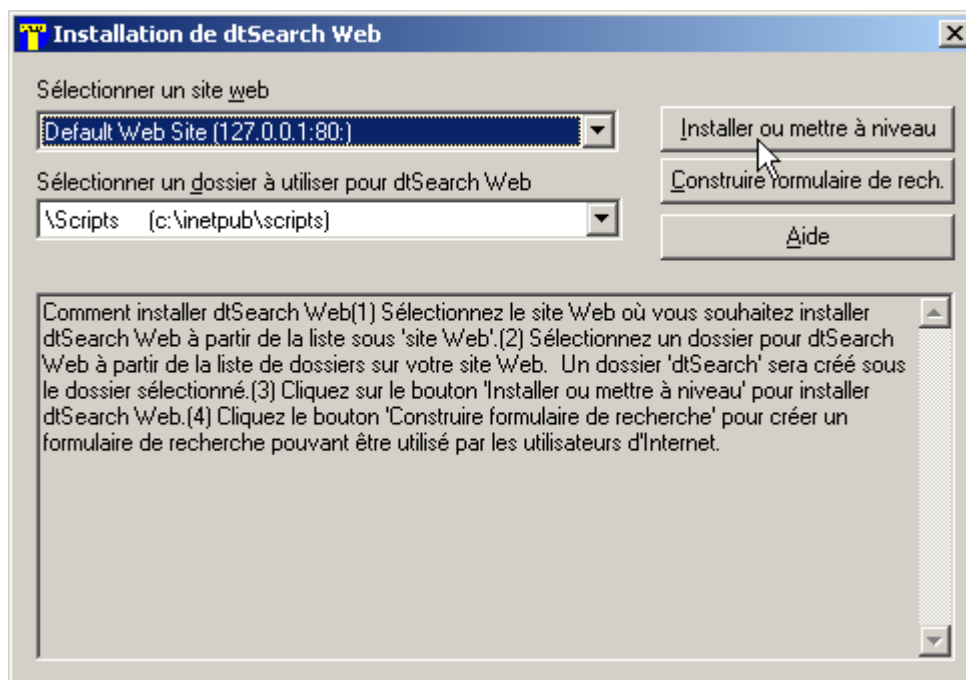 Installation de dtSearch Web
Sélectionner un site web
Default Web Site (127.0.0.1:80:)
Installer ou mettre à niveau
Sélectionner un dossier à utiliser pour dtSearch Web
Construire formulaire de rech.
\Scripts (c:\inetpub\scripts)
Aide
Comment installer dtSearch Web(1) Sélectionnez le site Web où vous souhaitez installer
dtSearch Web à partir de la liste sous 'site Web'.(2) Sélectionnez un dossier pour dtSearch
Web à partir de la liste de dossiers sur votre site Web. Un dossier 'dtSearch' sera créé sous
le dossier sélectionné.(3) Cliquez sur le bouton 'Installer ou mettre à niveau' pour installer
dtSearch Web.(4) Cliquez le bouton 'Construire formulaire de recherche' pour créer un
formulaire de recherche pouvant être utilisé par les utilisateurs d'Internet.